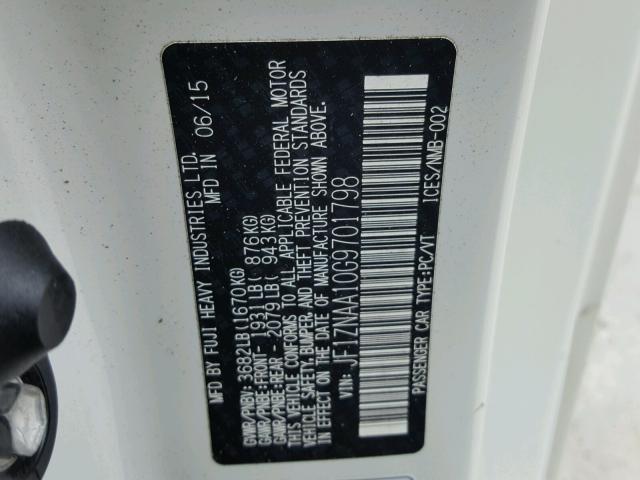 MFD BY FUJI HEAVY INDUSTRIES LTD.
MFD IN 06/15
GVWR/PNBV: 3682LB(1670KG)
GAWR/PNBE:FRONT- 1931LB( 876KG)
GAWR/PNBE:REAR- 2079LB( 943KG)
THIS VEHICLE CONFORMS TO ALL APPLICABLE FEDERAL MOTOR
VEHICLE SAFETY,BUMPER AND THEFT PREVENTION STANDARDS
IN EFFECT ON THE DATE OF MANUFACTURE SHOWN ABOVE.
VIN: JF1ZNAA10G9701798
PASSENGER CAR TYPE:PC/VT ICES/NMB-002